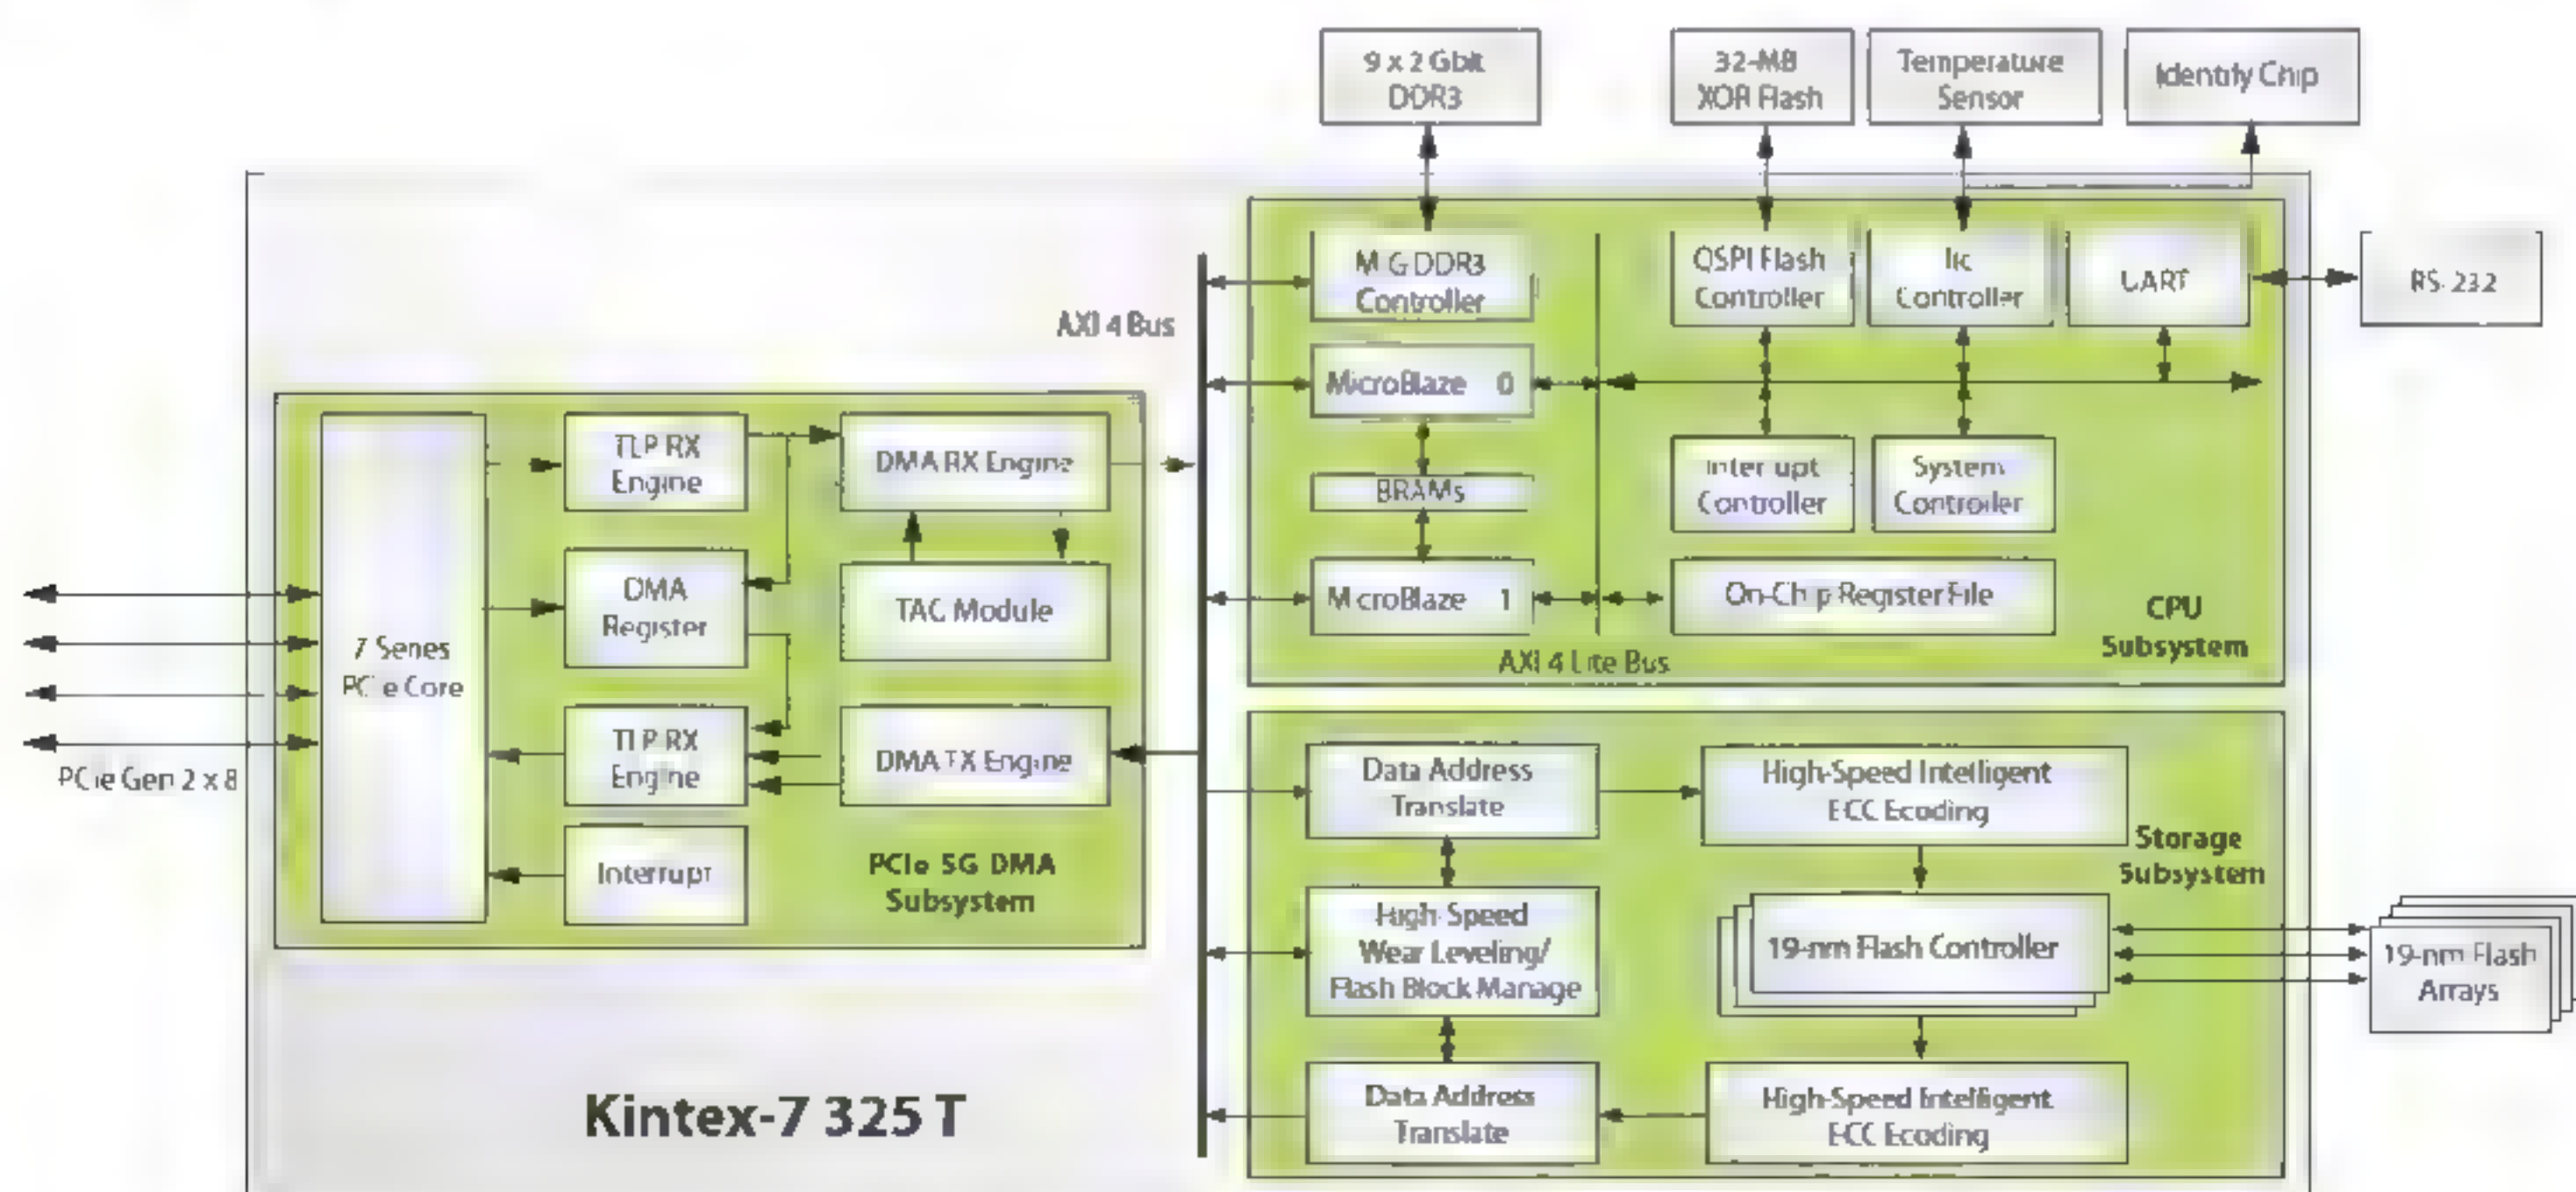 9 x 2 Gbit
DDR3
32-MB
XOR Flash
Temperature
Sensor
Identify Chip
MIG DDR3
Controller
QSPI Flash
Controller
IIc
Controller
UART
RS-232
AXI 4 Bus
MicroBlaze 0
TLP RX
Engine
DMA RX Engine
BRAMs
Interrupt
Controller
System
Controller
DMA
Register
TAC Module
MicroBlaze 1
On-Chip Register File
CPU
Subsystem
7 Series
PCIe Core
AXI 4 Lite Bus
TLP RX
Engine
DMA TX Engine
PCIe Gen 2 x 8
Data Address
Translate
High-Speed Intelligent
ECC Ecoding
Storage
Subsystem
Interrupt
PCIe SG DMA
Subsystem
High-Speed
Wear Leveling/
Flash Block Manage
19-nm Flash Controller
19-nm Flash
Arrays
Kintex-7 325 T
Data Address
Translate
High-Speed Intelligent
ECC Ecoding